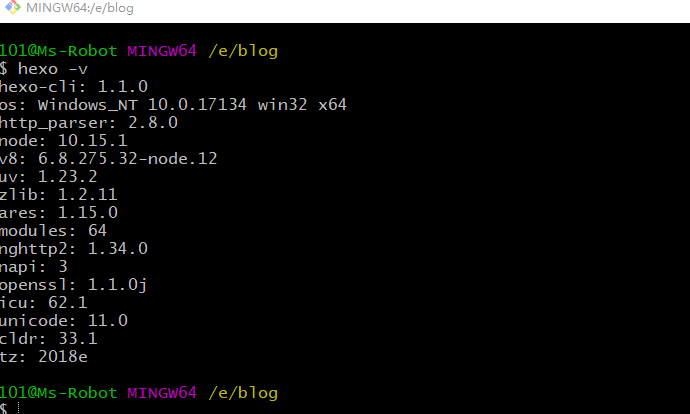 MINGW64:/e/blog
101@Ms-Robot MINGW64 /e/blog
$ hexo -v
hexo-cli: 1.1.0
os: Windows_NT 10.0.17134 win32 x64
http_parser: 2.8.0
node: 10.15.1
v8: 6.8.275.32-node.12
uv: 1.23.2
zlib: 1.2.11
ares: 1.15.0
modules: 64
nghttp2: 1.34.0
napi: 3
openssl: 1.1.0j
icu: 62.1
unicode: 11.0
cldr: 33.1
tz: 2018e
101@Ms-Robot MINGW64 /e/blog
$